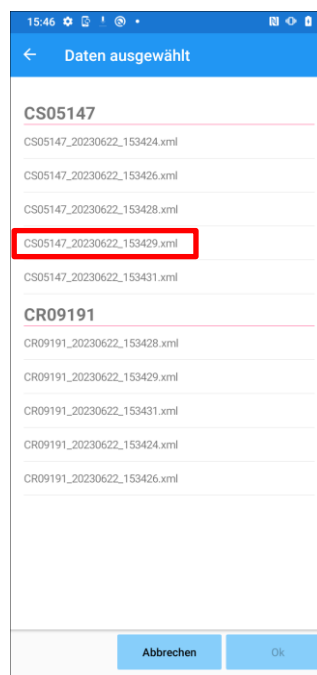 15:46
Daten ausgewählt
CS05147
CS05147_20230622_153424.xml
CS05147_20230622_153426.xml
CS05147_20230622_153428.xml
CS05147_20230622_153429.xml
CS05147_20230622_153431.xml
CR09191
CR09191_20230622_153428.xml
CR09191_20230622_153429.xml
CR09191_20230622_153431.xml
CR09191_20230622_153424.xml
CR09191_20230622_153426.xml
Abbrechen Ok